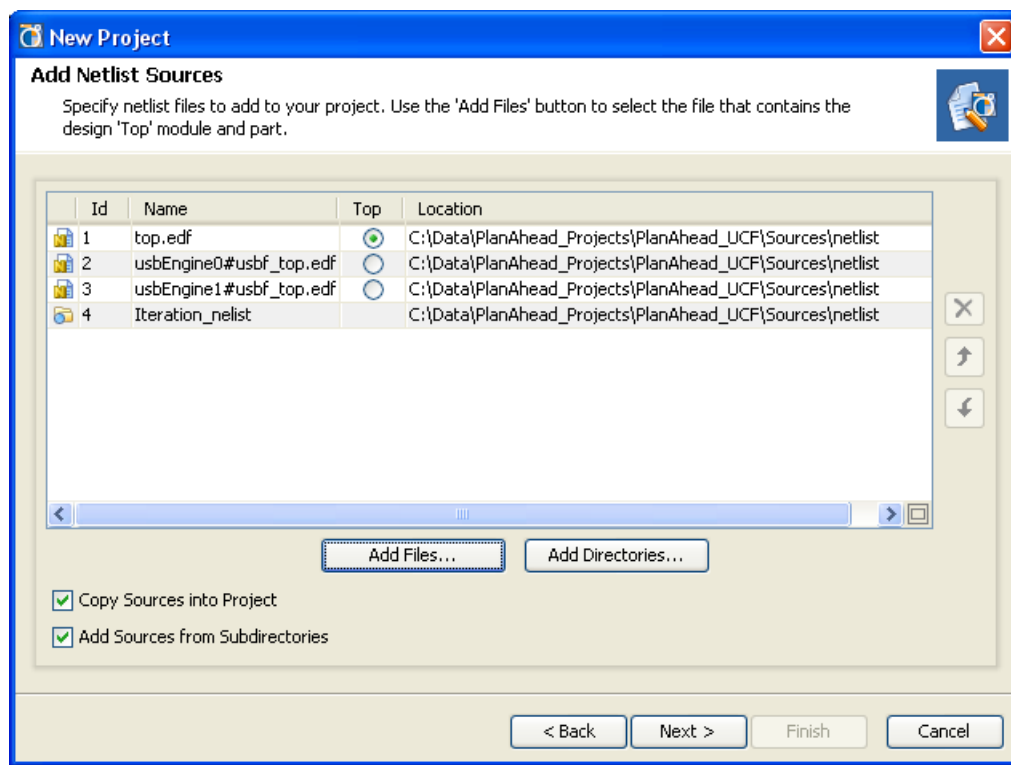 New Project
Add Netlist Sources
Specify netlist files to add to your project. Use the 'Add Files' button to select the file that contains the
design 'Top' module and part.
Id Name Top Location
1 top.edf C:\Data\PlanAhead_Projects\PlanAhead_UCF\Sources\netlist
2 usbEngine0#usbf_top.edf C:\Data\PlanAhead_Projects\PlanAhead_UCF\Sources\netlist
3 usbEngine1#usbf_top.edf C:\Data\PlanAhead_Projects\PlanAhead_UCF\Sources\netlist
4 Iteration_nelist C:\Data\PlanAhead_Projects\PlanAhead_UCF\Sources\netlist
Add Files... Add Directories...
Copy Sources into Project
Add Sources from Subdirectories
< Back Next > Finish Cancel